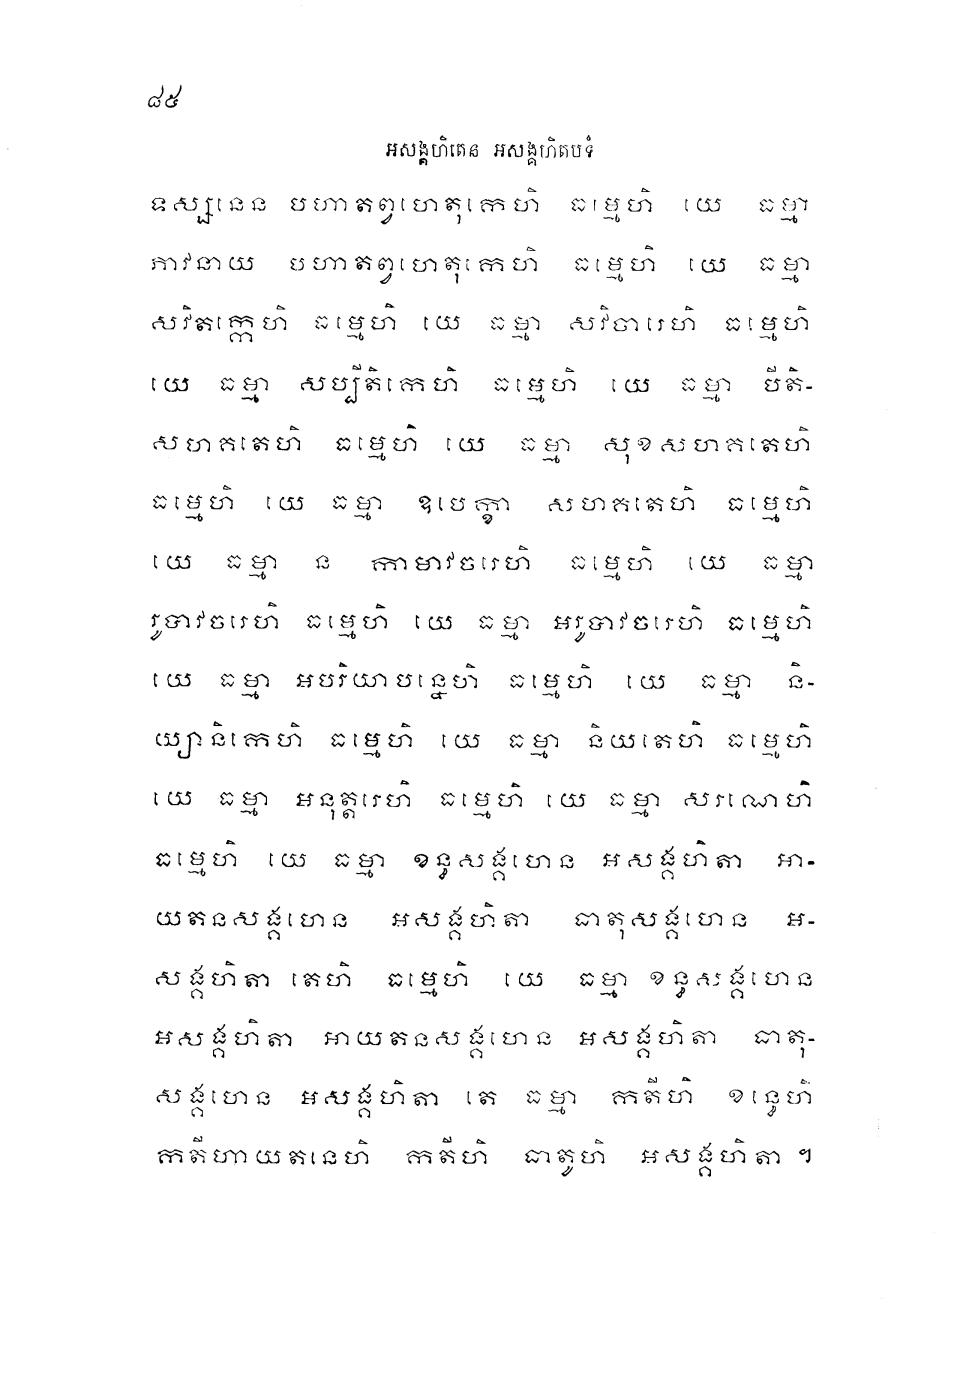 ៨៥
អសង្គហិតេន អសង្គហិតបទំ
ទស្សនេន បហាតព្វហេតុកេហិ ធម្មេហិ យេ ធម្មា
ភាវនាយ បហាតព្វហេតុកេហិ ធម្មេហិ យេ ធម្មា
សវិតក្កេហិ ធម្មេហិ យេ ធម្មា សវិចារេហិ ធម្មេហិ
យេ ធម្មា សប្បីតិកេហិ ធម្មេហិ យេ ធម្មា បីតិ-
សហគតេហិ ធម្មេហិ យេ ធម្មា សុខសហគតេហិ
ធម្មេហិ យេ ធម្មា ឧបេក្ខា សហគតេហិ ធម្មេហិ
យេ ធម្មា ន កាមាវចរេហិ ធម្មេហិ យេ ធម្មា
រូបាវចរេហិ ធម្មេហិ យេ ធម្មា អរូបាវចរេហិ ធម្មេហិ
យេ ធម្មា អបរិយាបន្នេហិ ធម្មេហិ យេ ធម្មា និ-
យ្យានិកេហិ ធម្មេហិ យេ ធម្មា និយតេហិ ធម្មេហិ
យេ ធម្មា អនុត្តរេហិ ធម្មេហិ យេ ធម្មា សរណេហិ
ធម្មេហិ យេ ធម្មា ខន្ធសង្គហេន អសង្គហិតា អា-
យតនសង្គហេន អសង្គហិតា ធាតុសង្គហេន អ-
សង្គហិតា តេហិ ធម្មេហិ យេ ធម្មា ខន្ធសង្គហេន
អសង្គហិតា អាយតនសង្គហេន អសង្គហិតា ធាតុ-
សង្គហេន អសង្គហិតា តេ ធម្មា កតីហិ ខន្ធេហិ
កតីហាយតនេហិ កតីហិ ធាតូហិ អសង្គហិតា ។